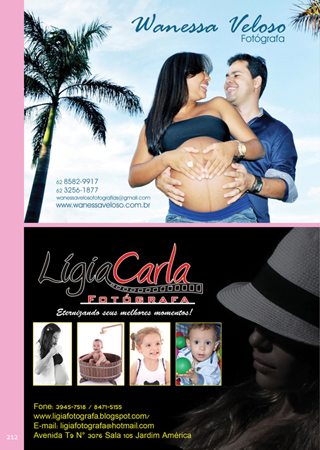 Wanessa Veloso
Fotógrafa
62 8582-9917
62 3256-1877
wanessavelosofotografias@gmail.com
www.wanessaveloso.com.br
LígiaCarla
FOTÓGRAFA
Eternizando seus melhores momentos!
Fone: 3945-7518 / 8471-5155
www.ligiafotografa.blogspot.com/
E-mail: ligiafotografa@hotmail.com
Avenida T9 Nº 3076 Sala 105 Jardim América
212